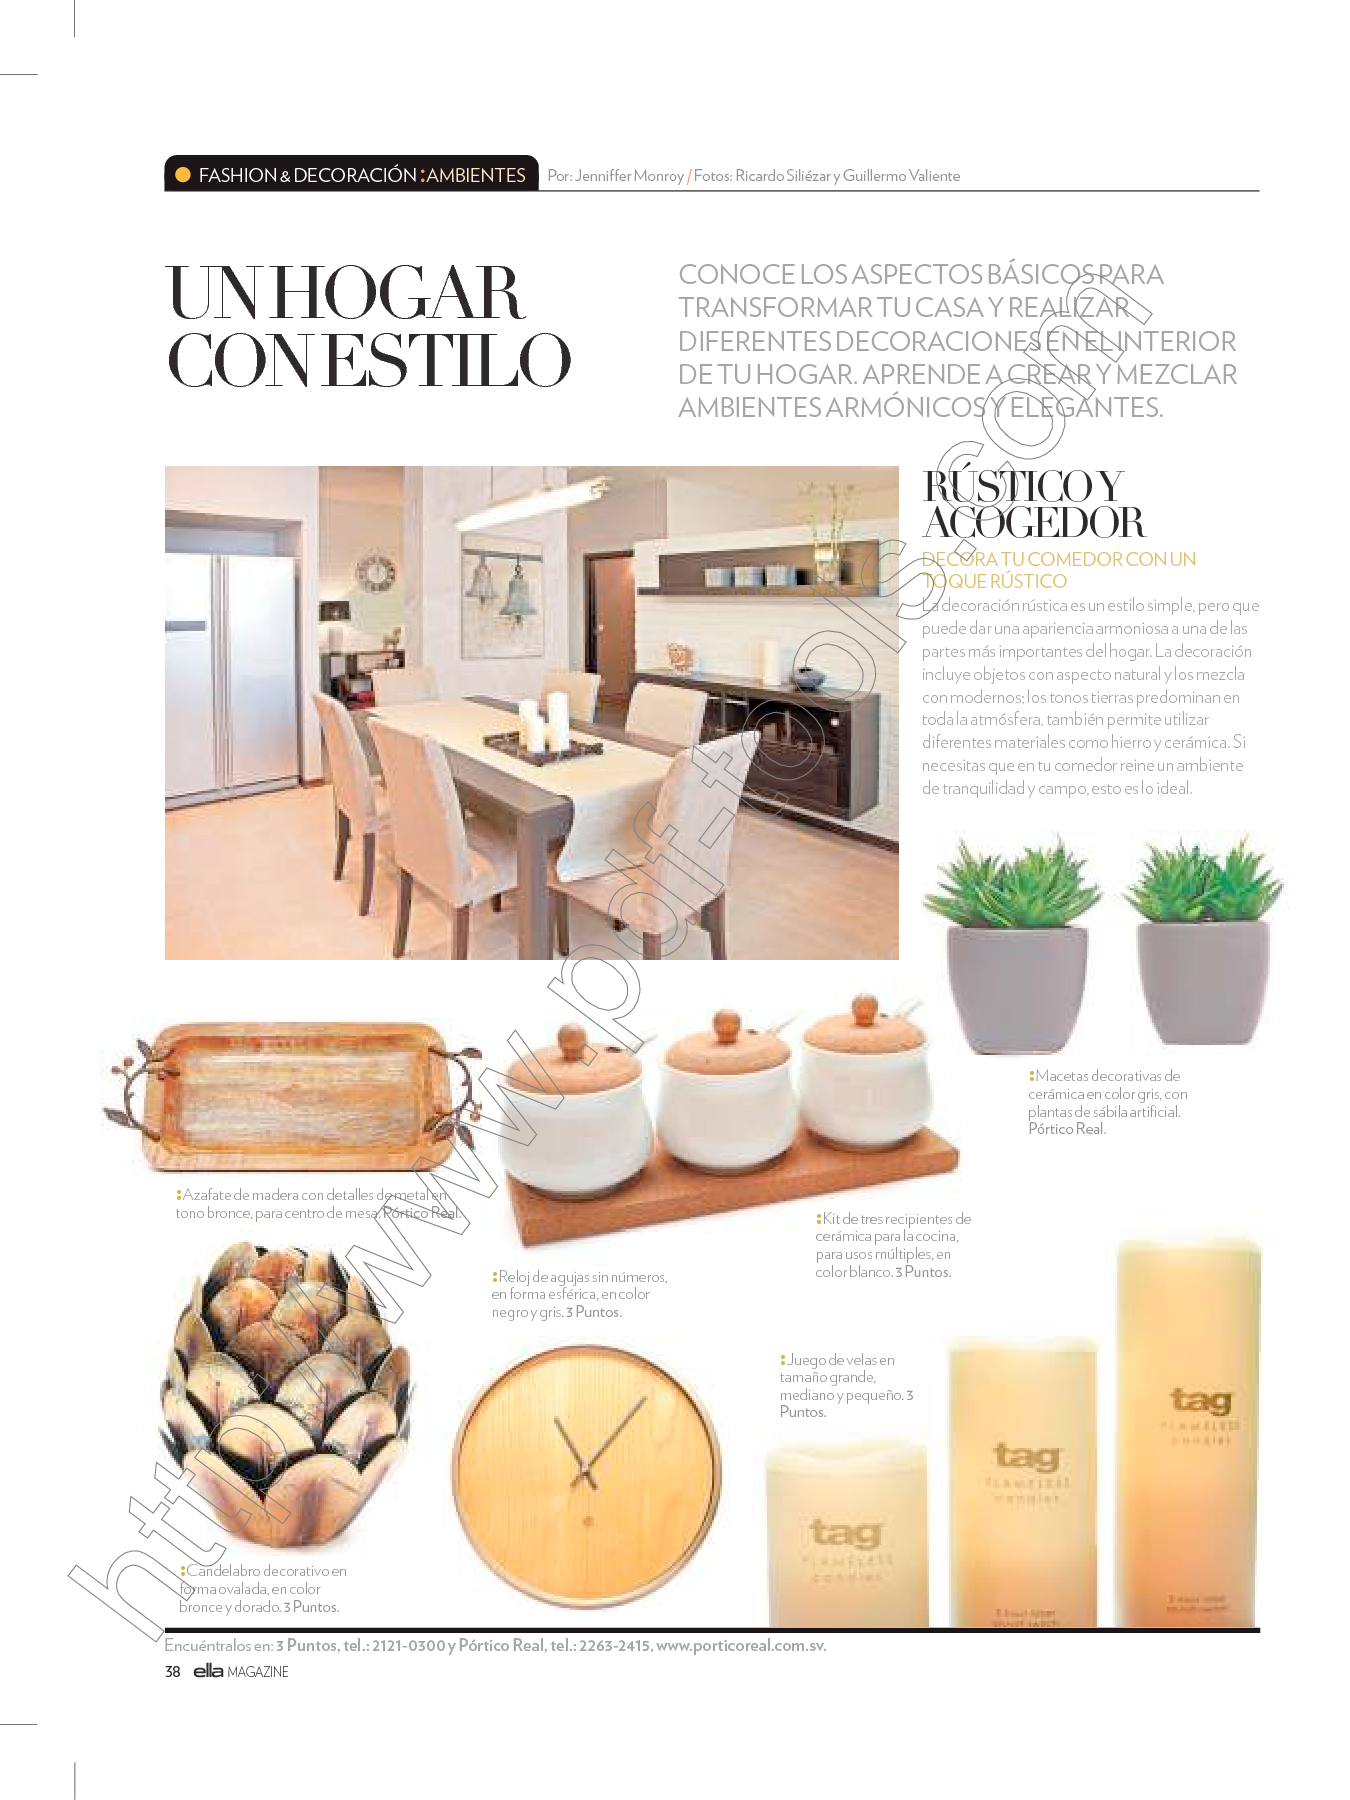 FASHION & DECORACIÓN :AMBIENTES
Por: Jenniffer Monroy / Fotos: Ricardo Siliézar y Guillermo Valiente
UN HOGAR
CON ESTILO
CONOCE LOS ASPECTOS BÁSICOS PARA
TRANSFORMAR TU CASA Y REALIZAR
DIFERENTES DECORACIONES EN EL INTERIOR
DE TU HOGAR. APRENDE A CREAR Y MEZCLAR
AMBIENTES ARMÓNICOS Y ELEGANTES.
RÚSTICO Y
ACOGEDOR
DECORA TU COMEDOR CON UN
TOQUE RÚSTICO
La decoración rústica es un estilo simple, pero que
puede dar una apariencia armoniosa a una de las
partes más importantes del hogar. La decoración
incluye objetos con aspecto natural y los mezcla
con modernos; los tonos tierras predominan en
toda la atmósfera, también permite utilizar
diferentes materiales como hierro y cerámica. Si
necesitas que en tu comedor reine un ambiente
de tranquilidad y campo, esto es lo ideal.
:Macetas decorativas de
cerámica en color gris, con
plantas de sábila artificial.
Pórtico Real.
:Azafate de madera con detalles de metal en
tono bronce, para centro de mesa. Pórtico Real.
:Kit de tres recipientes de
cerámica para la cocina,
para usos múltiples, en
color blanco. 3 Puntos.
:Reloj de agujas sin números,
en forma esférica, en color
negro y gris. 3 Puntos.
:Juego de velas en
tamaño grande,
mediano y pequeño. 3
Puntos.
tag
FLAMELESS
candles
tag
FLAMELESS
candles
tag
FLAMELESS
candles
:Candelabro decorativo en
forma ovalada, en color
bronce y dorado. 3 Puntos.
Encuéntralos en: 3 Puntos, tel.: 2121-0300 y Pórtico Real, tel.: 2263-2415, www.porticoreal.com.sv.
38 ella MAGAZINE
http://www.pdf-tools.com